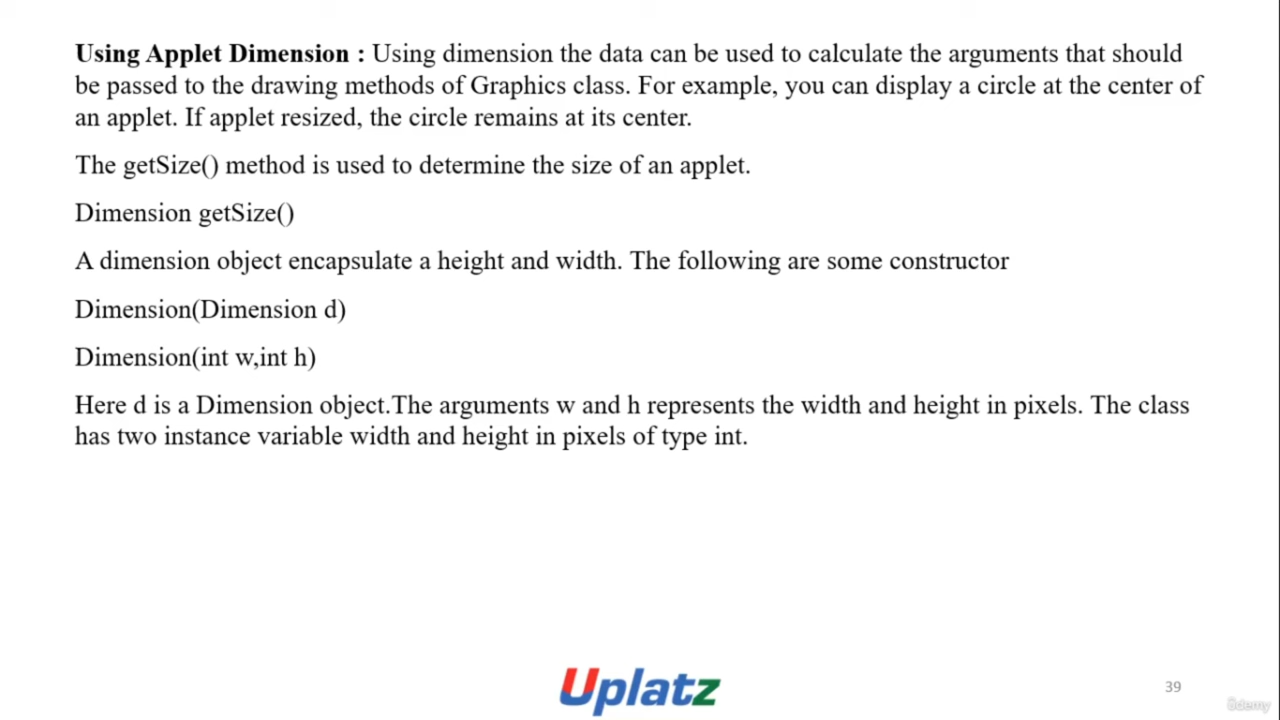 Using Applet Dimension : Using dimension the data can be used to calculate the arguments that should
be passed to the drawing methods of Graphics class. For example, you can display a circle at the center of
an applet. If applet resized, the circle remains at its center.
The getSize() method is used to determine the size of an applet.
Dimension getSize()
A dimension object encapsulate a height and width. The following are some constructor
Dimension(Dimension d)
Dimension(int w,int h)
Here d is a Dimension object.The arguments w and h represents the width and height in pixels. The class
has two instance variable width and height in pixels of type int.
Uplatz
39
ûdemy